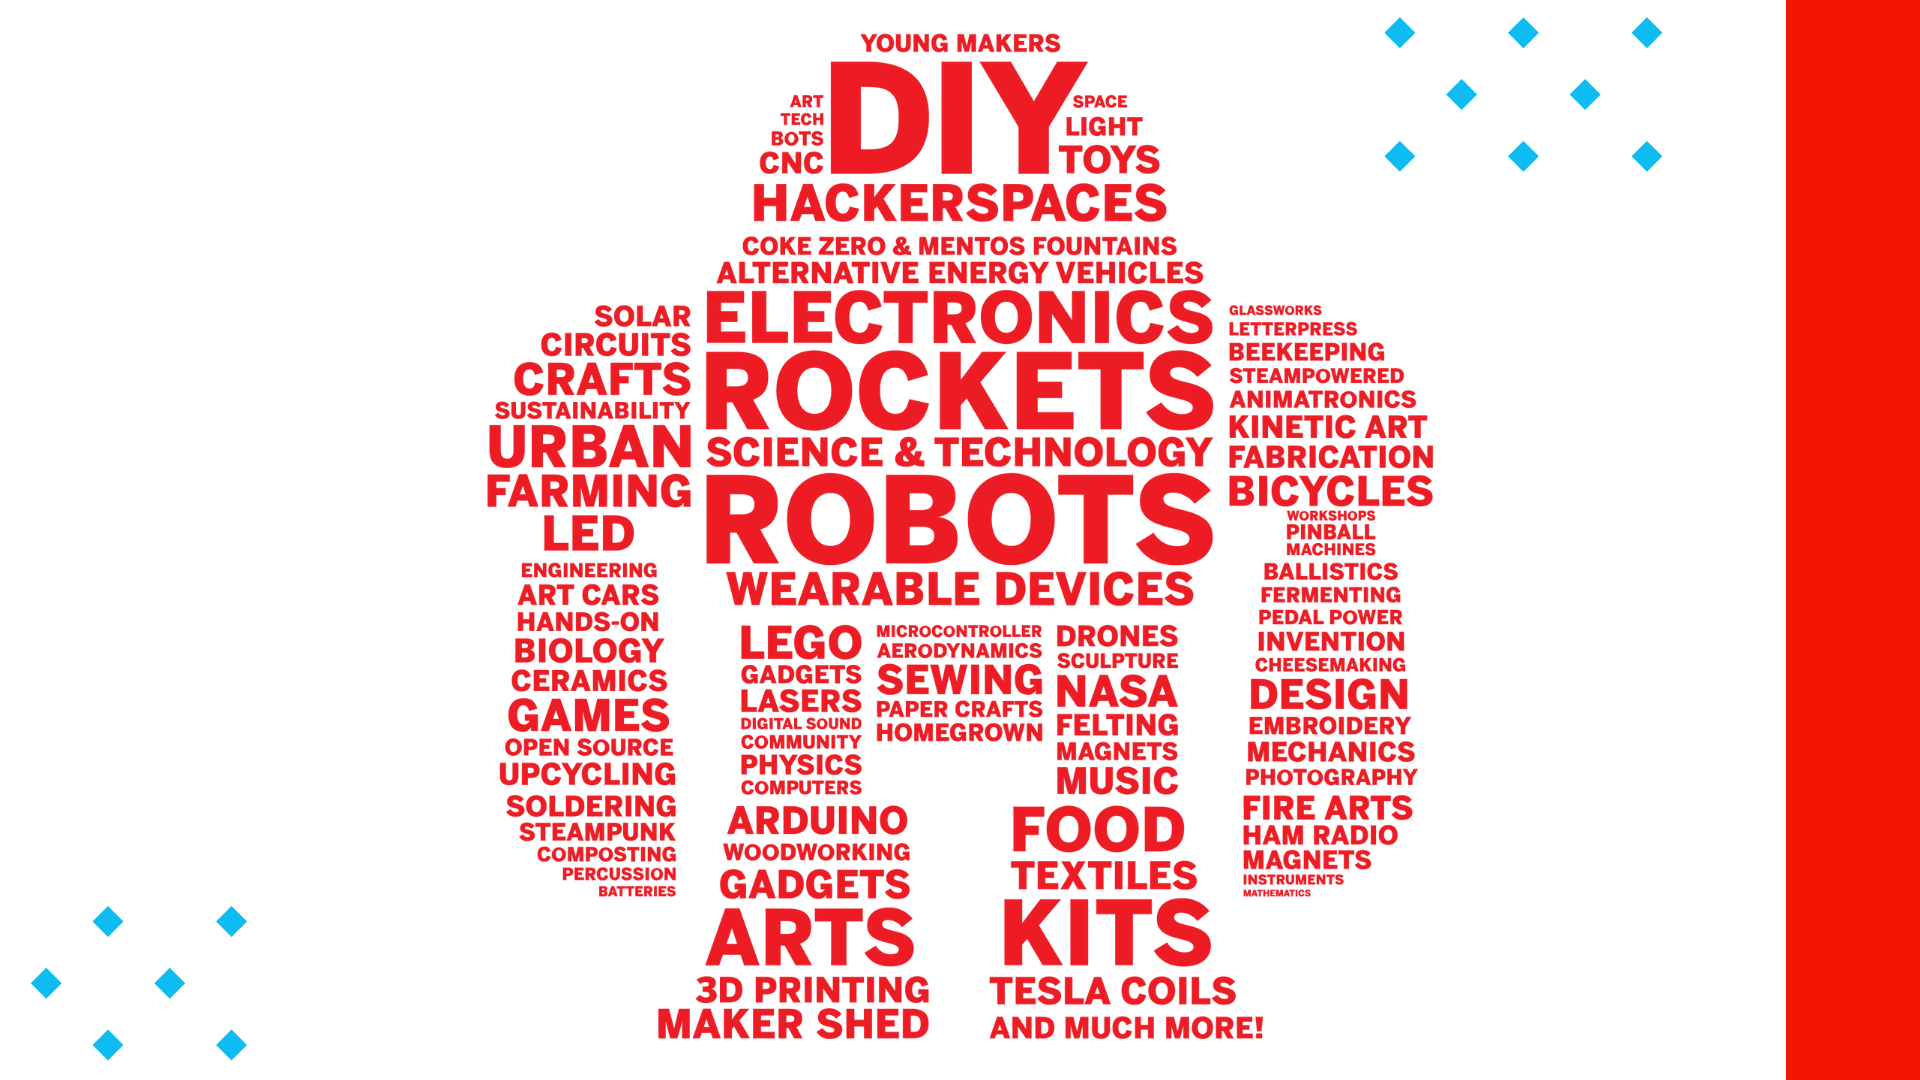 YOUNG MAKERS
DIY
ART
TECH
BOTS
CNC
SPACE
LIGHT
TOYS
HACKERSPACES
COKE ZERO & MENTOS FOUNTAINS
ALTERNATIVE ENERGY VEHICLES
ELECTRONICS
ROCKETS
SCIENCE & TECHNOLOGY
ROBOTS
WEARABLE DEVICES
SOLAR
CIRCUITS
CRAFTS
SUSTAINABILITY
URBAN
FARMING
LED
ENGINEERING
ART CARS
HANDS-ON
BIOLOGY
CERAMICS
GAMES
OPEN SOURCE
UPCYCLING
SOLDERING
STEAMPUNK
COMPOSTING
PERCUSSION
BATTERIES
LEGO
GADGETS
LASERS
DIGITAL SOUND
COMMUNITY
PHYSICS
COMPUTERS
ARDUINO
WOODWORKING
GADGETS
ARTS
3D PRINTING
MAKER SHED
MICROCONTROLLER
AERODYNAMICS
SEWING
PAPER CRAFTS
HOMEGROWN
DRONES
SCULPTURE
NASA
FELTING
MAGNETS
MUSIC
FOOD
TEXTILES
KITS
TESLA COILS
AND MUCH MORE!
GLASSWORKS
LETTERPRESS
BEEKEEPING
STEAMPOWERED
ANIMATRONICS
KINETIC ART
FABRICATION
BICYCLES
WORKSHOPS
PINBALL
MACHINES
BALLISTICS
FERMENTING
PEDAL POWER
INVENTION
CHEESEMAKING
DESIGN
EMBROIDERY
MECHANICS
PHOTOGRAPHY
FIRE ARTS
HAM RADIO
MAGNETS
INSTRUMENTS
MATHEMATICS